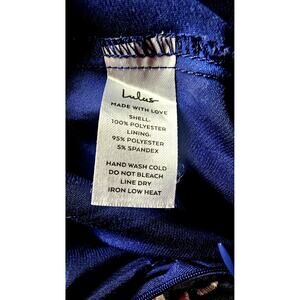 Lulus
MADE WITH LOVE
SHELL:
100% POLYESTER
LINING:
95% POLYESTER
5% SPANDEX
HAND WASH COLD
DO NOT BLEACH
LINE DRY
IRON LOW HEAT